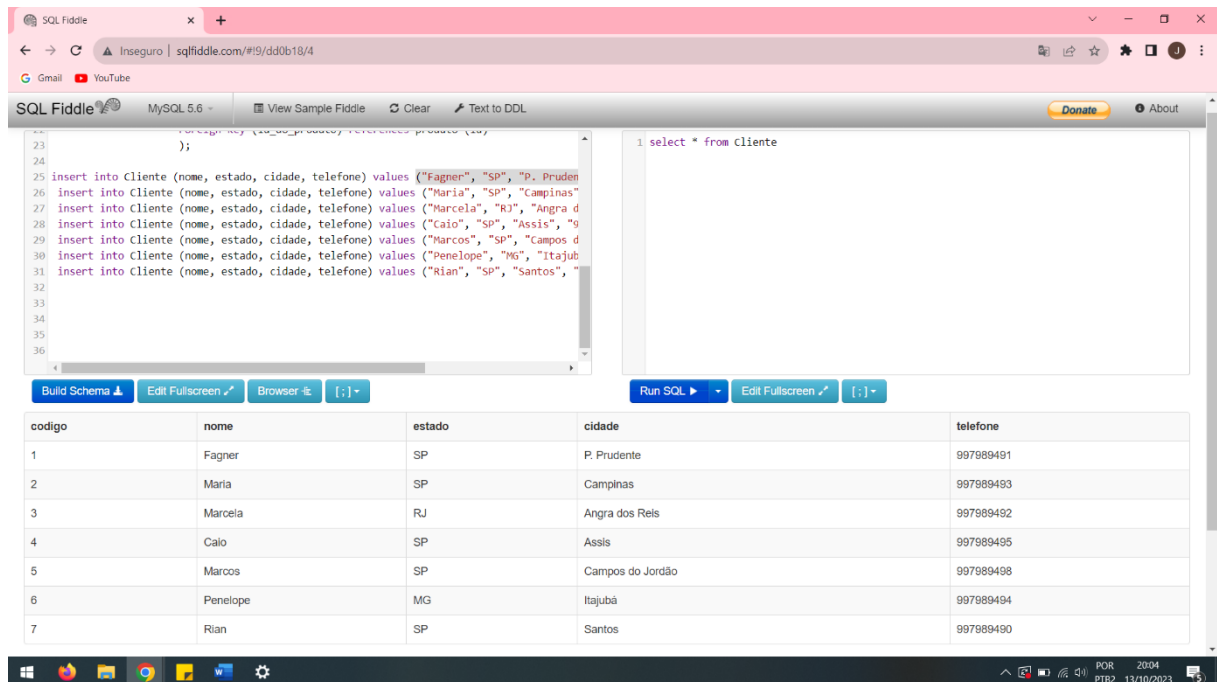 SQL Fiddle
Inseguro | sqlfiddle.com/#!9/dd0b18/4
Gmail YouTube
SQL Fiddle MySQL 5.6 View Sample Fiddle Clear Text to DDL Donate About
foreign key (id_do_produto) references produto (id)
23 );
24
25 insert into Cliente (nome, estado, cidade, telefone) values ("Fagner", "SP", "P. Pruden
26 insert into Cliente (nome, estado, cidade, telefone) values ("Maria", "SP", "Campinas"
27 insert into Cliente (nome, estado, cidade, telefone) values ("Marcela", "RJ", "Angra d
28 insert into Cliente (nome, estado, cidade, telefone) values ("Caio", "SP", "Assis", "9
29 insert into Cliente (nome, estado, cidade, telefone) values ("Marcos", "SP", "Campos d
30 insert into Cliente (nome, estado, cidade, telefone) values ("Penelope", "MG", "Itajub
31 insert into Cliente (nome, estado, cidade, telefone) values ("Rian", "SP", "Santos", "
32
33
34
35
36
1 select * from Cliente
Build Schema Edit Fullscreen Browser [ ; ]
Run SQL Edit Fullscreen [ ; ]
codigo nome estado cidade telefone
1 Fagner SP P. Prudente 997989491
2 Maria SP Campinas 997989493
3 Marcela RJ Angra dos Reis 997989492
4 Caio SP Assis 997989495
5 Marcos SP Campos do Jordão 997989498
6 Penelope MG Itajubá 997989494
7 Rian SP Santos 997989490
POR 20:04
PTB2 13/10/2023